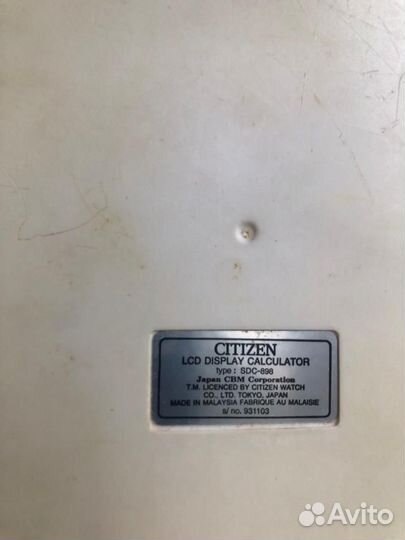 CITIZEN
LCD DISPLAY CALCULATOR
type : SDC-898
Japan CBM Corporation
T.M. LICENCED BY CITIZEN WATCH
CO., LTD. TOKYO, JAPAN
MADE IN MALAYSIA FABRIQUE AU MALAISIE
s/ no. 931103
Avito